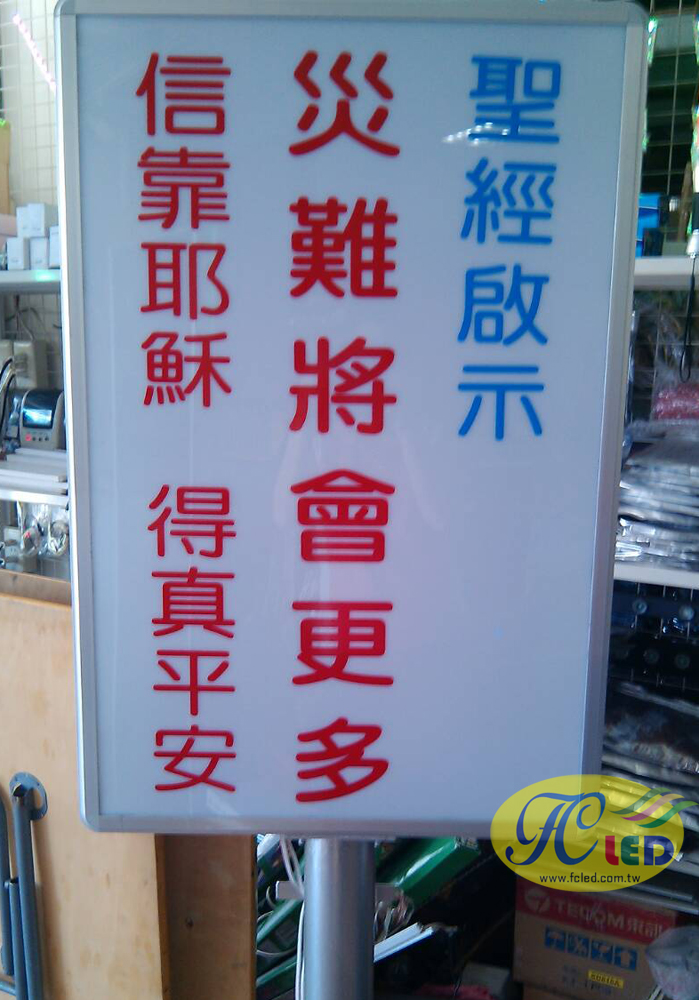 聖經啟示
災難將會更多
信靠耶穌 得真平安
FC LED
www.fcled.com.tw
TECOM